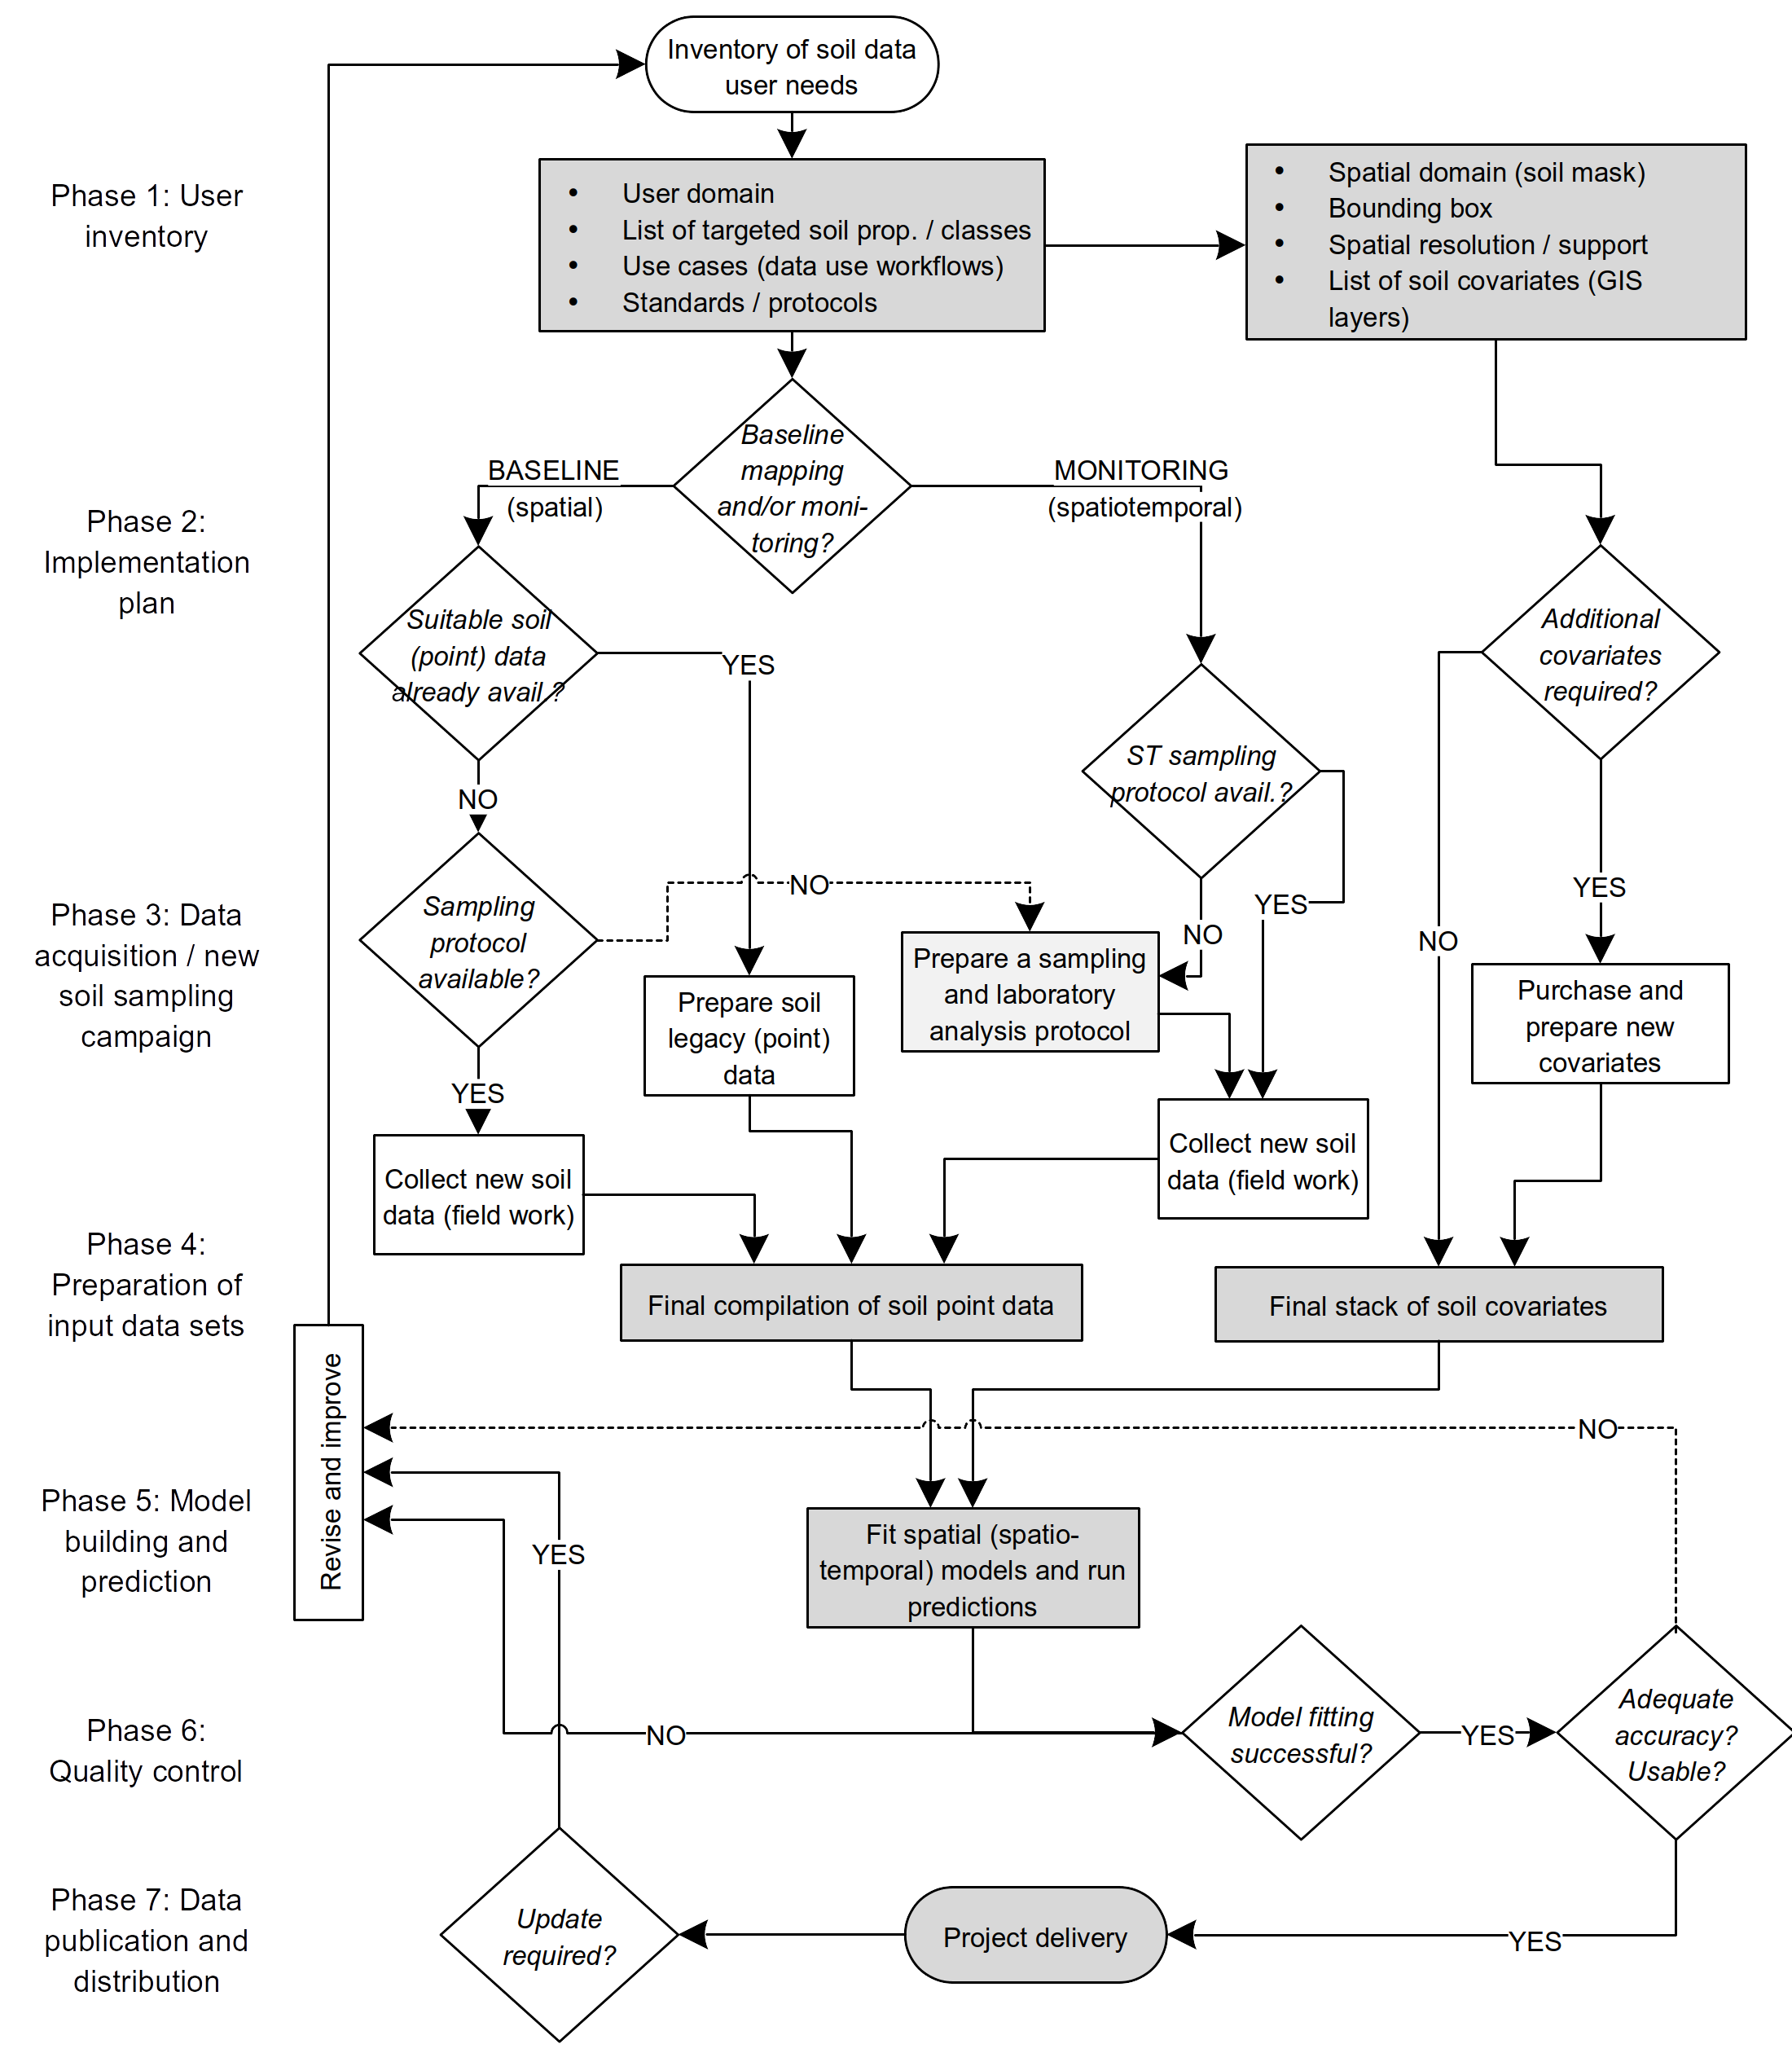 Inventory of soil data
user needs
Phase 1: User
inventory
• User domain
• List of targeted soil prop. / classes
• Use cases (data use workflows)
• Standards / protocols
• Spatial domain (soil mask)
• Bounding box
• Spatial resolution / support
• List of soil covariates (GIS
layers)
Baseline
mapping
and/or moni-
toring?
BASELINE
(spatial)
MONITORING
(spatiotemporal)
Phase 2:
Implementation
plan
Suitable soil
(point) data
already avail.?
YES
NO
Additional
covariates
required?
ST sampling
protocol avail.?
YES
NO
YES
NO
Phase 3: Data
acquisition / new
soil sampling
campaign
Sampling
protocol
available?
NO
YES
Prepare soil
legacy (point)
data
Prepare a sampling
and laboratory
analysis protocol
Purchase and
prepare new
covariates
Collect new soil
data (field work)
Collect new soil
data (field work)
Phase 4:
Preparation of
input data sets
Final compilation of soil point data
Final stack of soil covariates
Revise and improve
NO
Phase 5: Model
building and
prediction
YES
Fit spatial (spatio-
temporal) models and run
predictions
Phase 6:
Quality control
NO
Model fitting
successful?
YES
Adequate
accuracy?
Usable?
Phase 7: Data
publication and
distribution
Update
required?
Project delivery
YES